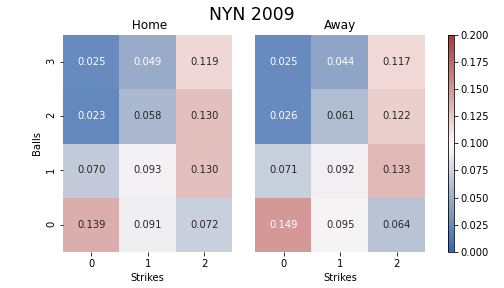 NYN 2009
Home Away
3 0.025 0.049 0.119 0.025 0.044 0.117
2 0.023 0.058 0.130 0.026 0.061 0.122
1 0.070 0.093 0.130 0.071 0.092 0.133
0 0.139 0.091 0.072 0.149 0.095 0.064
Balls
0 1 2 0 1 2
Strikes Strikes
0.200
0.175
0.150
0.125
0.100
0.075
0.050
0.025
0.000